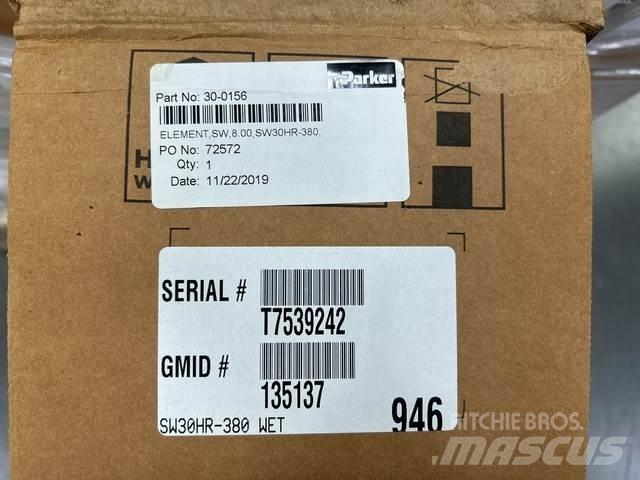 Parker
Part No: 30-0156
ELEMENT,SW,8.00,SW30HR-380,
PO No: 72572
Qty: 1
Date: 11/22/2019
SERIAL #
T7539242
GMID #
135137
SW30HR-380 WET
946
RITCHIE BROS.
MASCUS